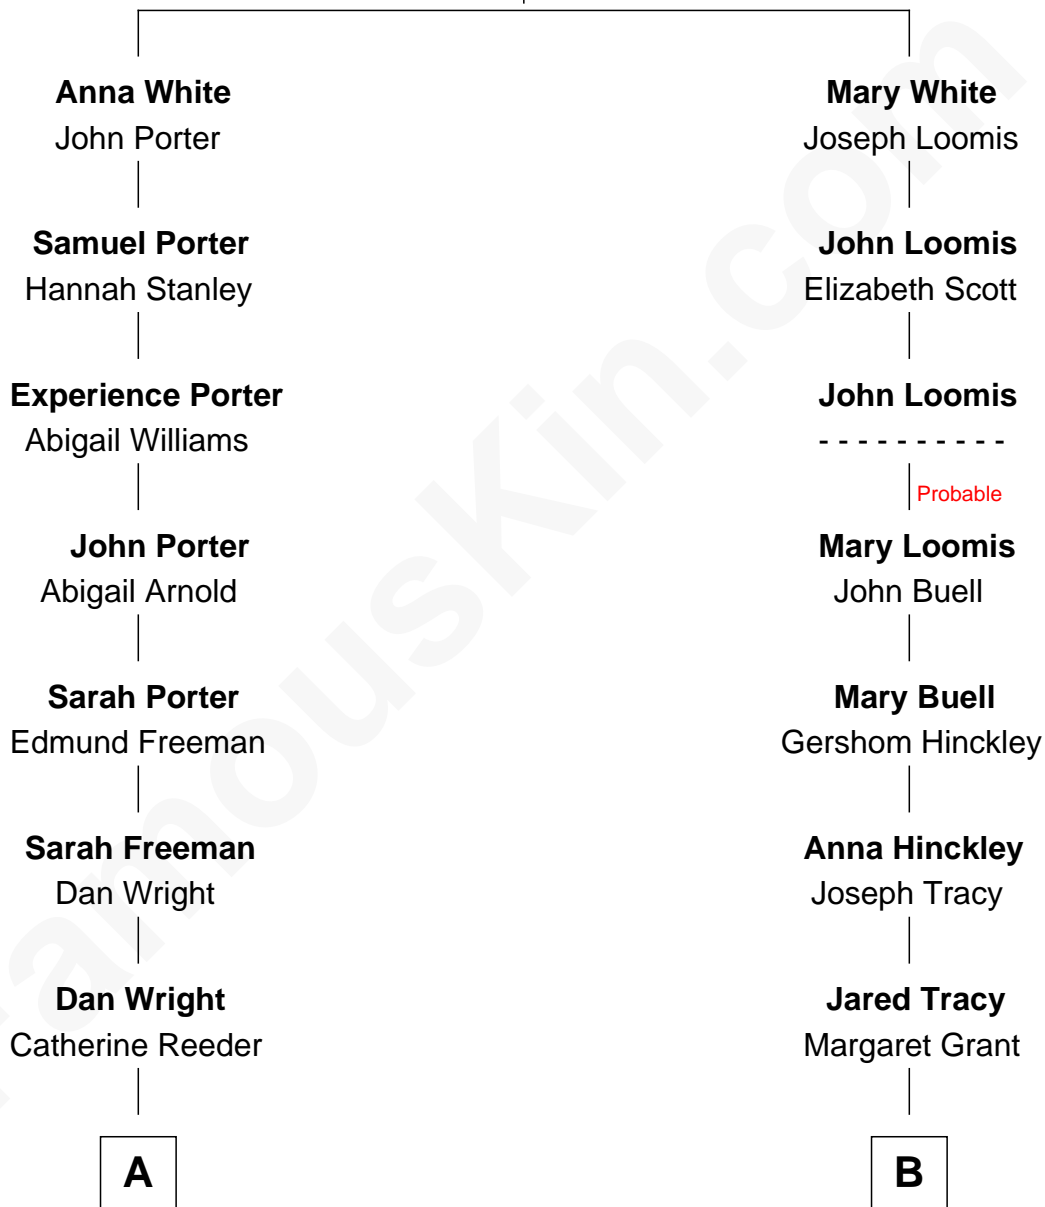 Anna White
John Porter
Samuel Porter
Hannah Stanley
Experience Porter
Abigail Williams
John Porter
Abigail Arnold
Sarah Porter
Edmund Freeman
Sarah Freeman
Dan Wright
Dan Wright
Catherine Reeder
A
Mary White
Joseph Loomis
John Loomis
Elizabeth Scott
John Loomis
- - - - - - - - - -
Probable
Mary Loomis
John Buell
Mary Buell
Gershom Hinckley
Anna Hinckley
Joseph Tracy
Jared Tracy
Margaret Grant
B
FamousKin.com